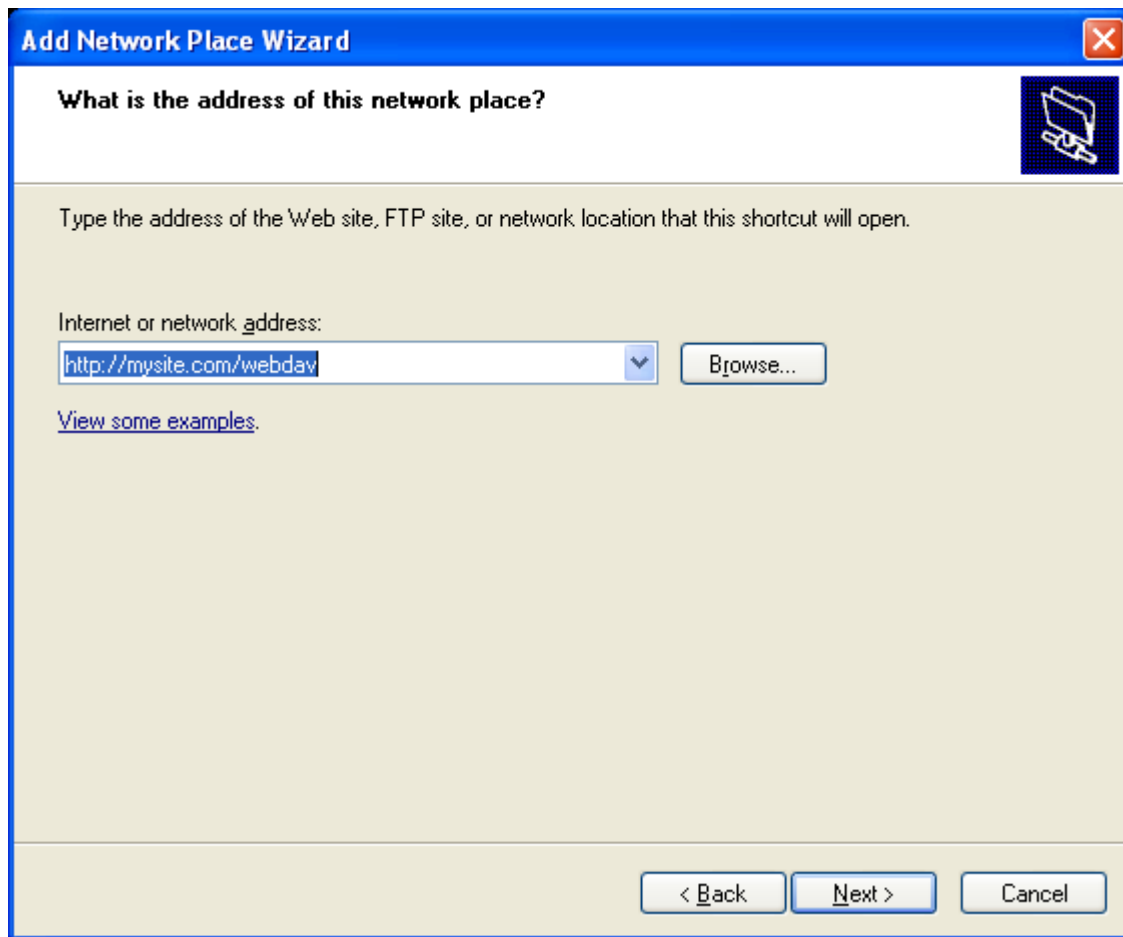 Add Network Place Wizard
What is the address of this network place?
Type the address of the Web site, FTP site, or network location that this shortcut will open.
Internet or network address:
http://mysite.com/webdav
Browse...
View some examples.
< Back
Next >
Cancel